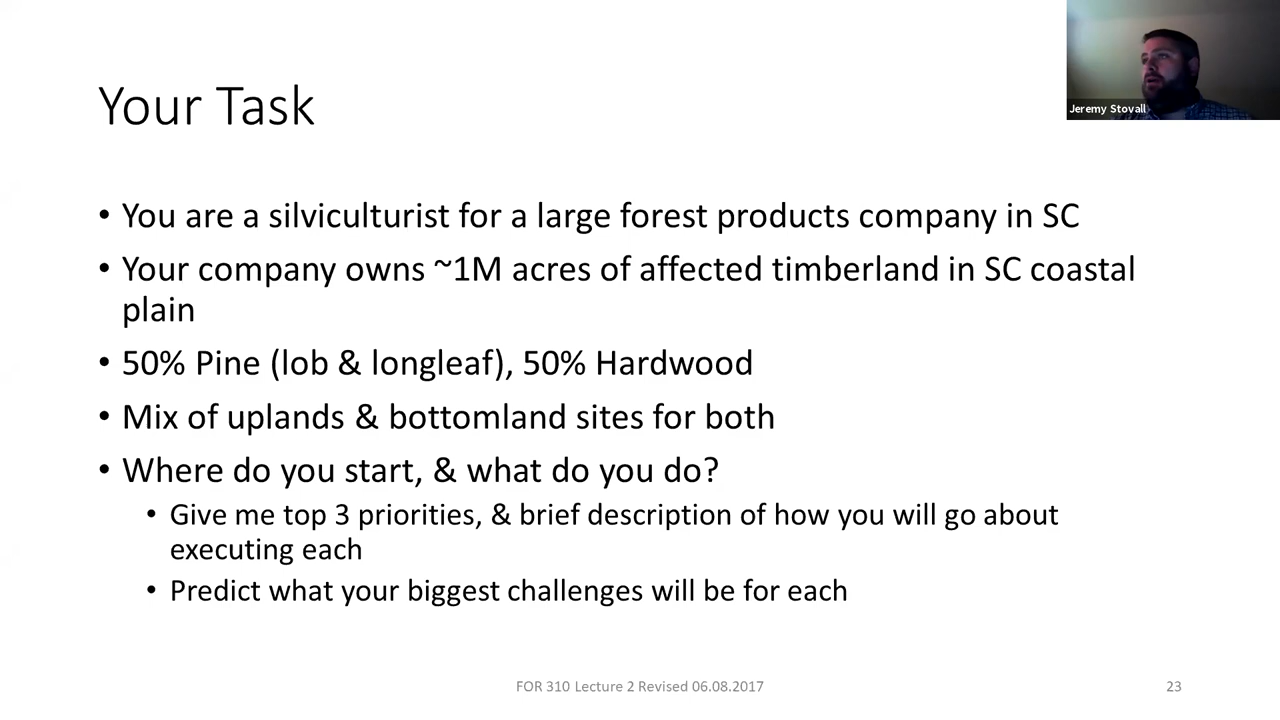 Jeremy Stovall
Your Task
• You are a silviculturist for a large forest products company in SC
• Your company owns ~1M acres of affected timberland in SC coastal
plain
• 50% Pine (lob & longleaf), 50% Hardwood
• Mix of uplands & bottomland sites for both
• Where do you start, & what do you do?
• Give me top 3 priorities, & brief description of how you will go about
executing each
• Predict what your biggest challenges will be for each
FOR 310 Lecture 2 Revised 06.08.2017
23